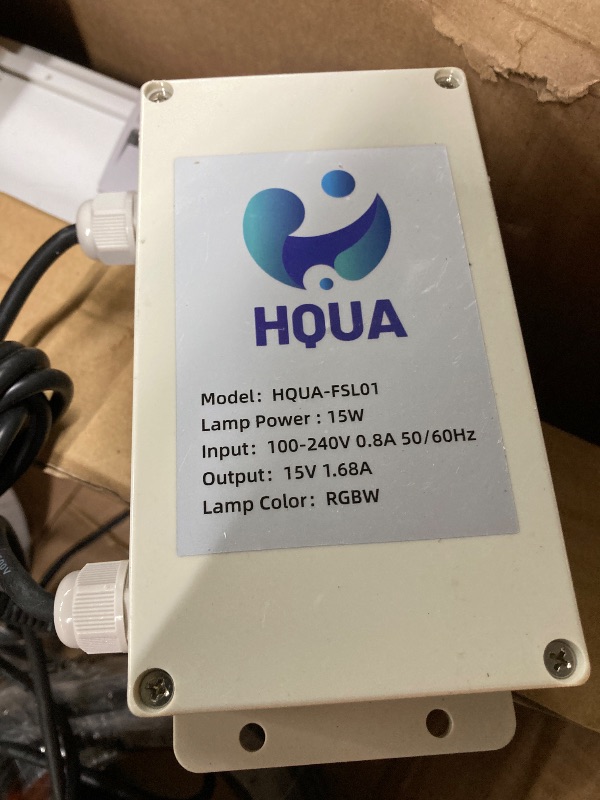 HQUA
Model: HQUA-FSL01
Lamp Power : 15W
Input: 100-240V 0.8A 50/60Hz
Output: 15V 1.68A
Lamp Color: RGBW